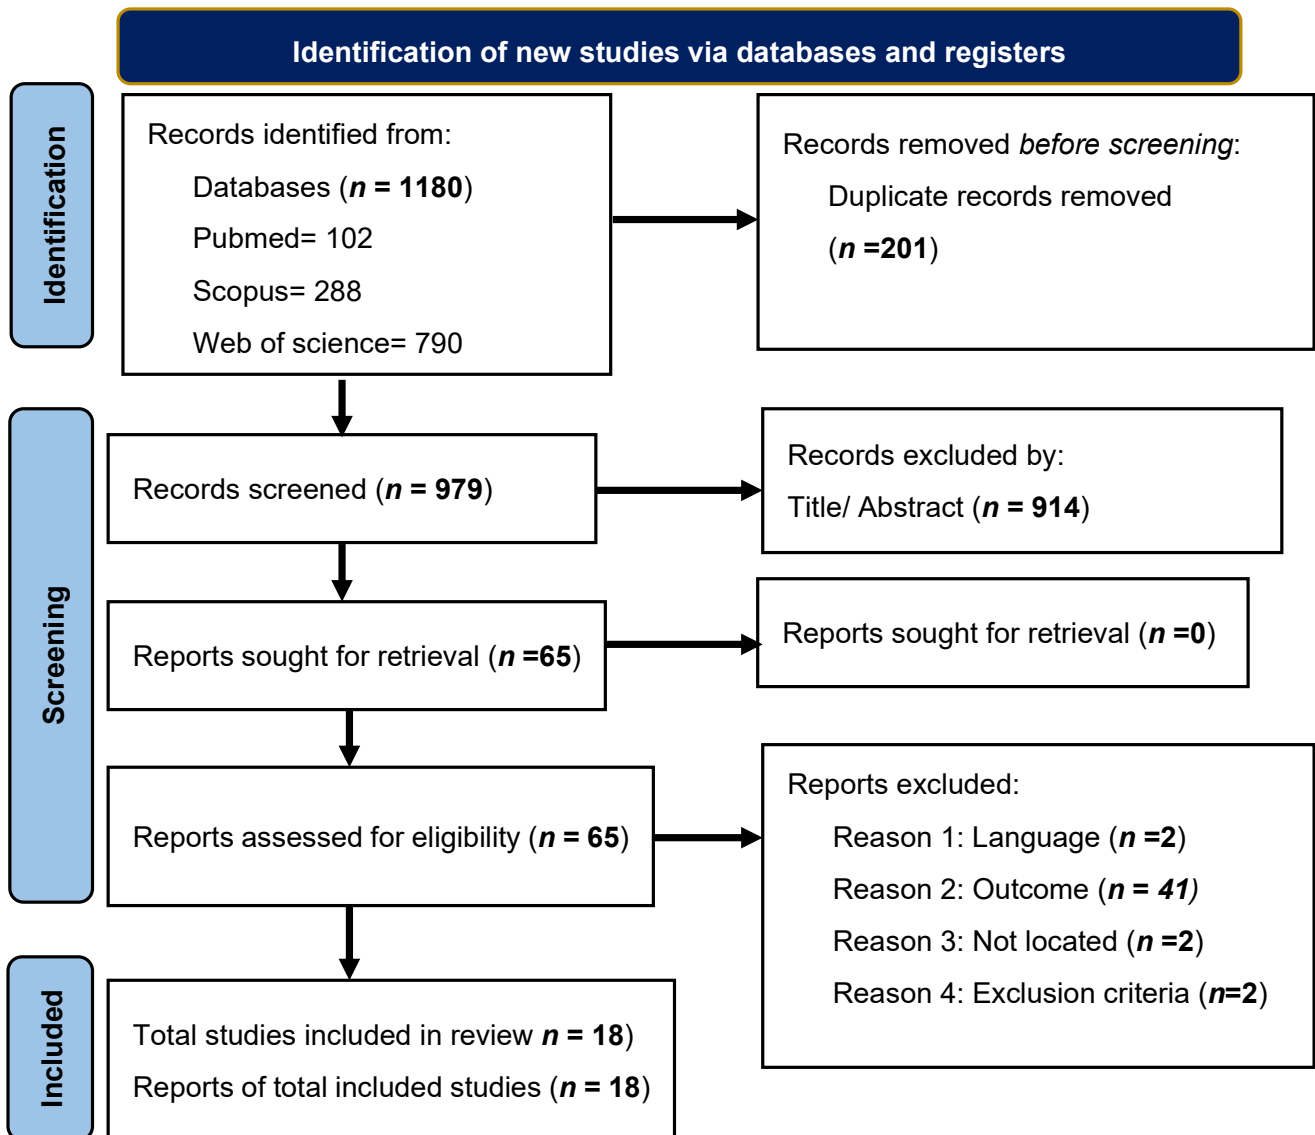 Identification of new studies via databases and registers
Identification
Records identified from:
Databases (n = 1180)
Pubmed= 102
Scopus= 288
Web of science= 790
Records removed before screening:
Duplicate records removed
(n =201)
Screening
Records screened (n = 979)
Records excluded by:
Title/ Abstract (n = 914)
Reports sought for retrieval (n =65)
Reports sought for retrieval (n =0)
Reports assessed for eligibility (n = 65)
Reports excluded:
Reason 1: Language (n =2)
Reason 2: Outcome (n = 41)
Reason 3: Not located (n =2)
Reason 4: Exclusion criteria (n=2)
Included
Total studies included in review n = 18)
Reports of total included studies (n = 18)